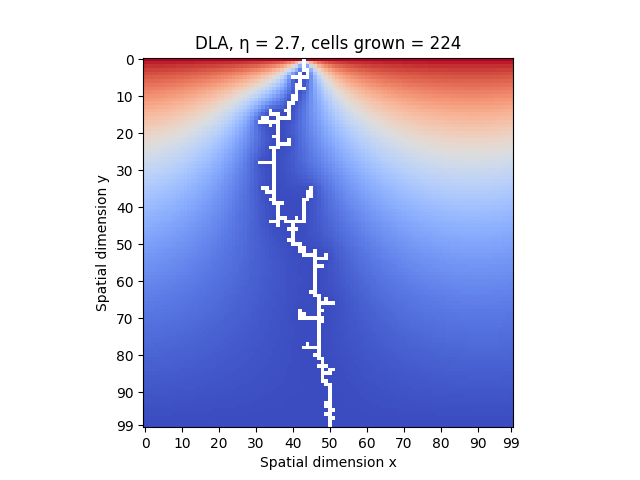 DLA, η = 2.7, cells grown = 224
0
10
20
30
40
50
60
70
80
90
99
Spatial dimension y
0 10 20 30 40 50 60 70 80 90 99
Spatial dimension x